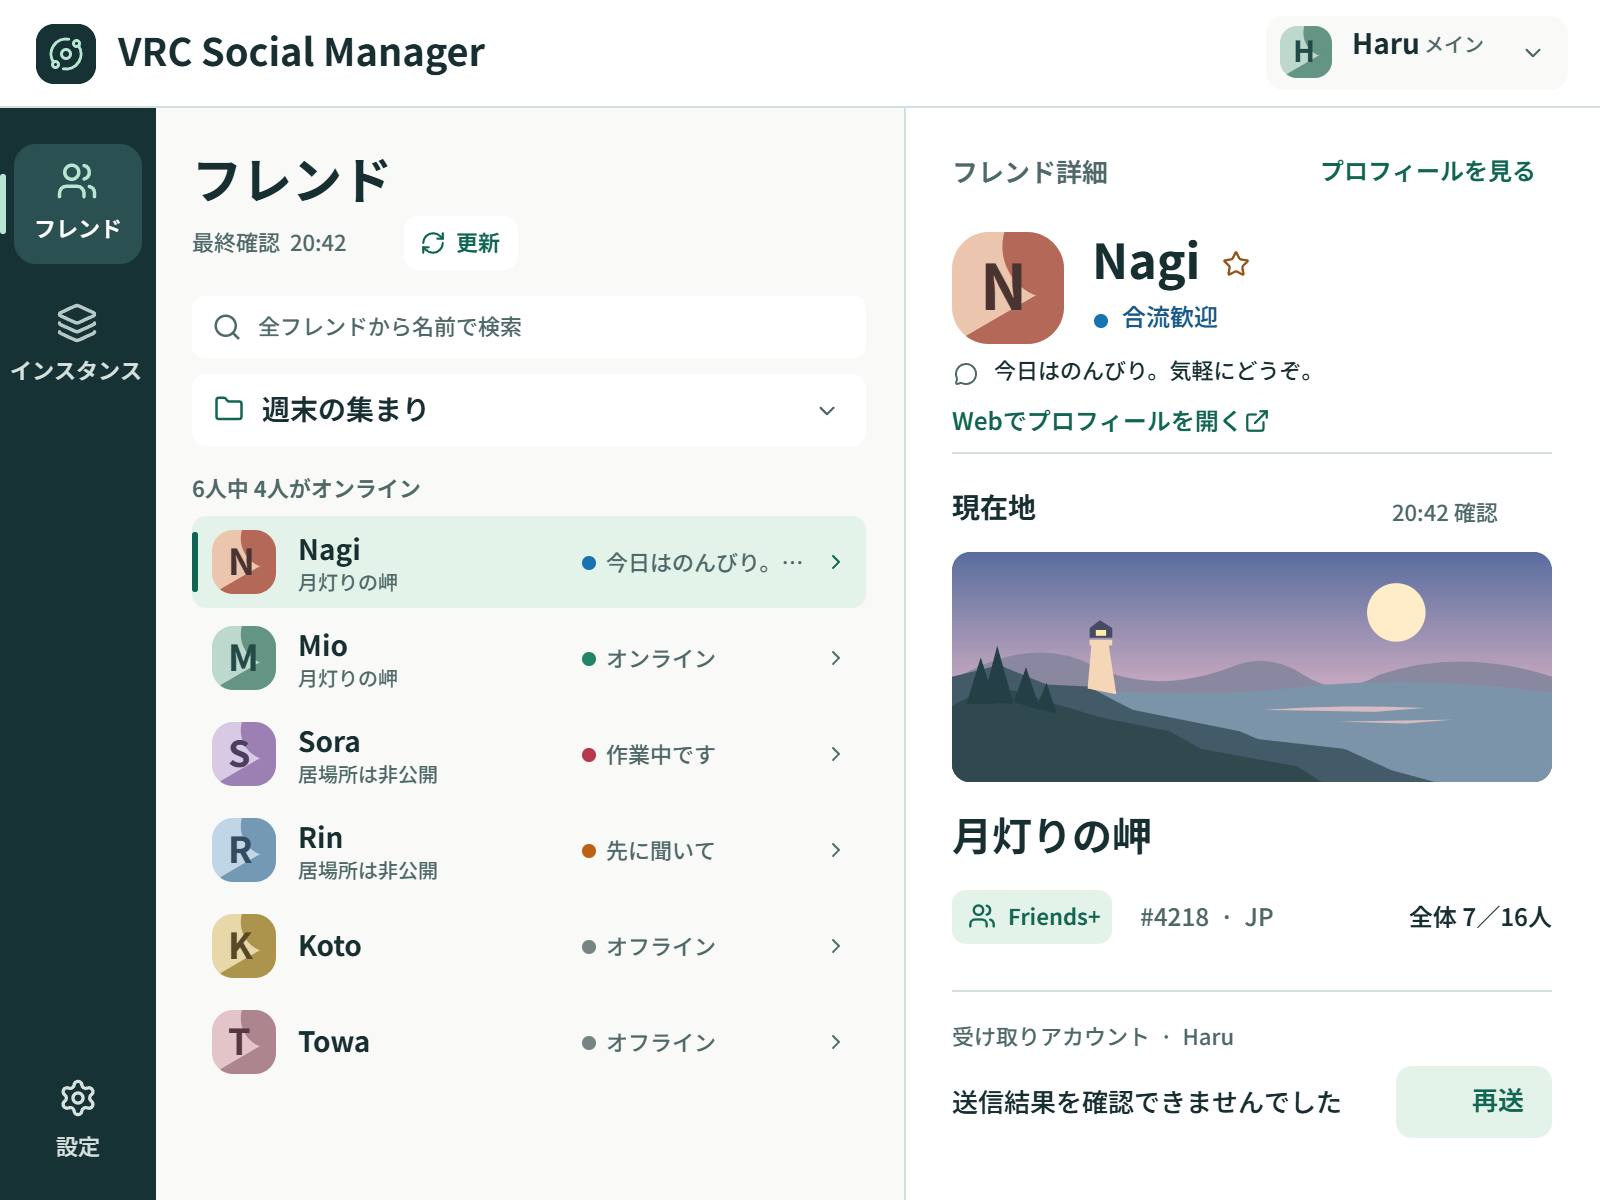 VRC Social Manager
H Haru メイン
フレンド
インスタンス
設定
フレンド
最終確認 20:42
更新
全フレンドから名前で検索
週末の集まり
6人中 4人がオンライン
N Nagi
月灯りの岬
今日はのんびり。…
M Mio
月灯りの岬
オンライン
S Sora
居場所は非公開
作業中です
R Rin
居場所は非公開
先に聞いて
K Koto
オフライン
T Towa
オフライン
フレンド詳細
プロフィールを見る
N Nagi
合流歓迎
今日はのんびり。気軽にどうぞ。
Webでプロフィールを開く
現在地
20:42 確認
月灯りの岬
Friends+
#4218 · JP
全体 7／16人
受け取りアカウント · Haru
送信結果を確認できませんでした
再送